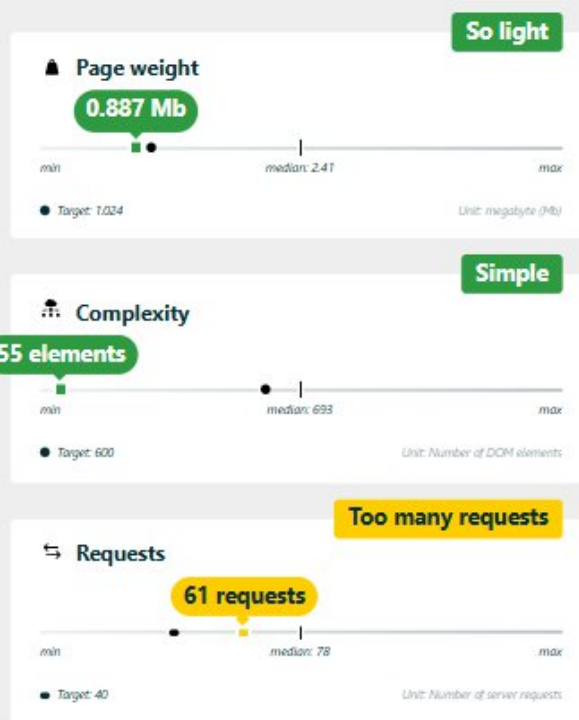 So light
Page weight
0.887 Mb
min median: 2.41 max
Target: 1.024 Unit: megabyte (Mb)
Simple
Complexity
55 elements
min median: 693 max
Target: 600 Unit: Number of DOM elements
Too many requests
Requests
61 requests
min median: 78 max
Target: 40 Unit: Number of server requests